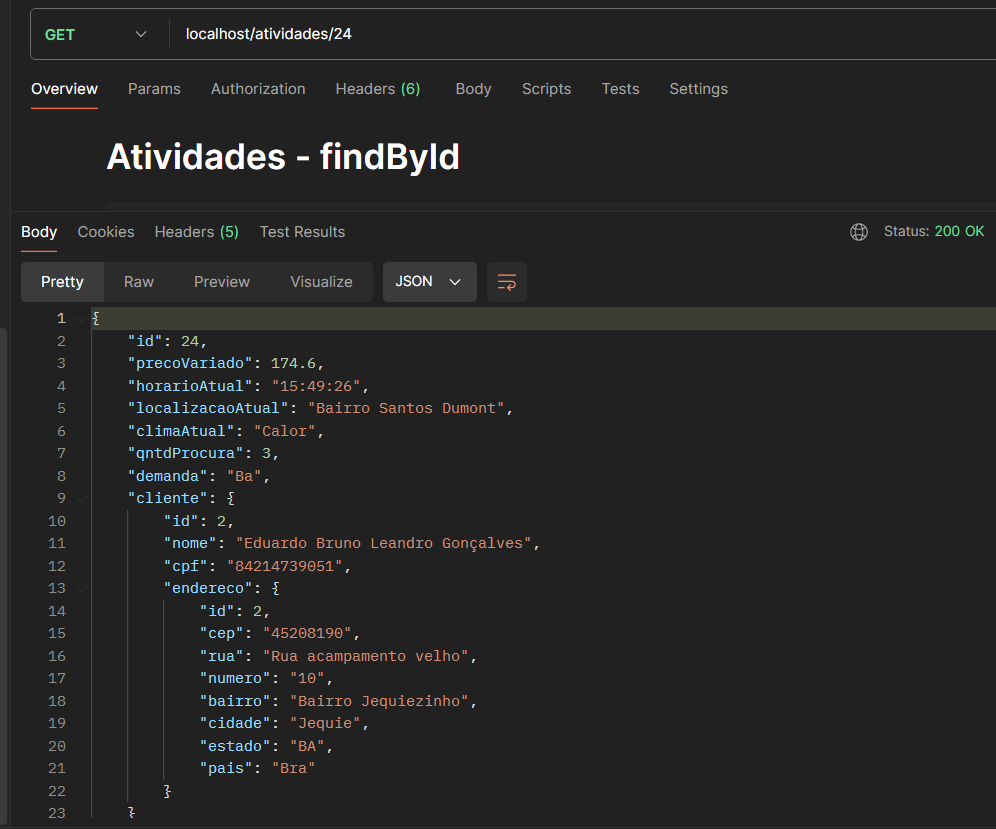 GET localhost/atividades/24
Overview Params Authorization Headers (6) Body Scripts Tests Settings
Atividades - findById
Body Cookies Headers (5) Test Results Status: 200 OK
Pretty Raw Preview Visualize JSON
1 {
2 "id": 24,
3 "precoVariado": 174.6,
4 "horarioAtual": "15:49:26",
5 "localizacaoAtual": "Bairro Santos Dumont",
6 "climaAtual": "Calor",
7 "qntdProcura": 3,
8 "demanda": "Ba",
9 "cliente": {
10 "id": 2,
11 "nome": "Eduardo Bruno Leandro Gonçalves",
12 "cpf": "84214739051",
13 "endereco": {
14 "id": 2,
15 "cep": "45208190",
16 "rua": "Rua acampamento velho",
17 "numero": "10",
18 "bairro": "Bairro Jequiezinho",
19 "cidade": "Jequie",
20 "estado": "BA",
21 "pais": "Bra"
22 }
23 }